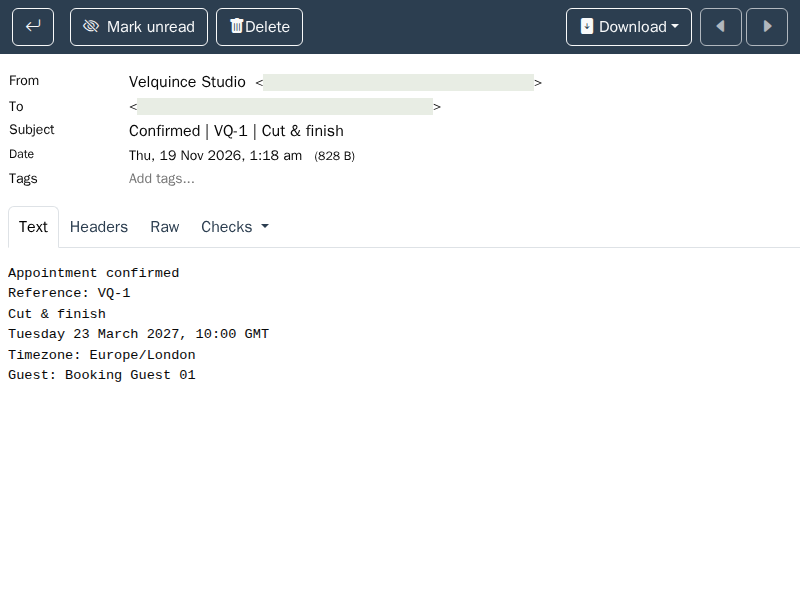 Mark unread
Delete
Download
From Velquince Studio < >
To < >
Subject Confirmed | VQ-1 | Cut & finish
Date Thu, 19 Nov 2026, 1:18 am (828 B)
Tags Add tags...
Text Headers Raw Checks
Appointment confirmed
Reference: VQ-1
Cut & finish
Tuesday 23 March 2027, 10:00 GMT
Timezone: Europe/London
Guest: Booking Guest 01